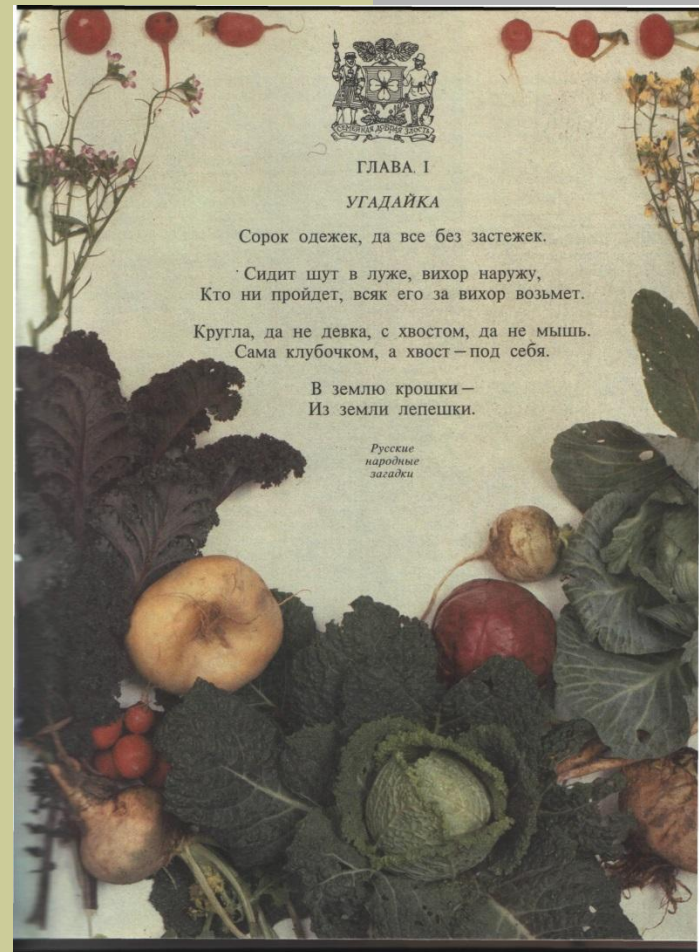 СЕМЕЙНАЯ ДОБРАЯ
ГЛАВА I
УГАДАЙКА
Сорок одежек, да все без застежек.
Сидит шут в луже, вихор наружу,
Кто ни пройдет, всяк его за вихор возьмет.
Кругла, да не девка, с хвостом, да не мышь.
Сама клубочком, а хвост — под себя.
В землю крошки —
Из земли лепешки.
Русские
народные
загадки